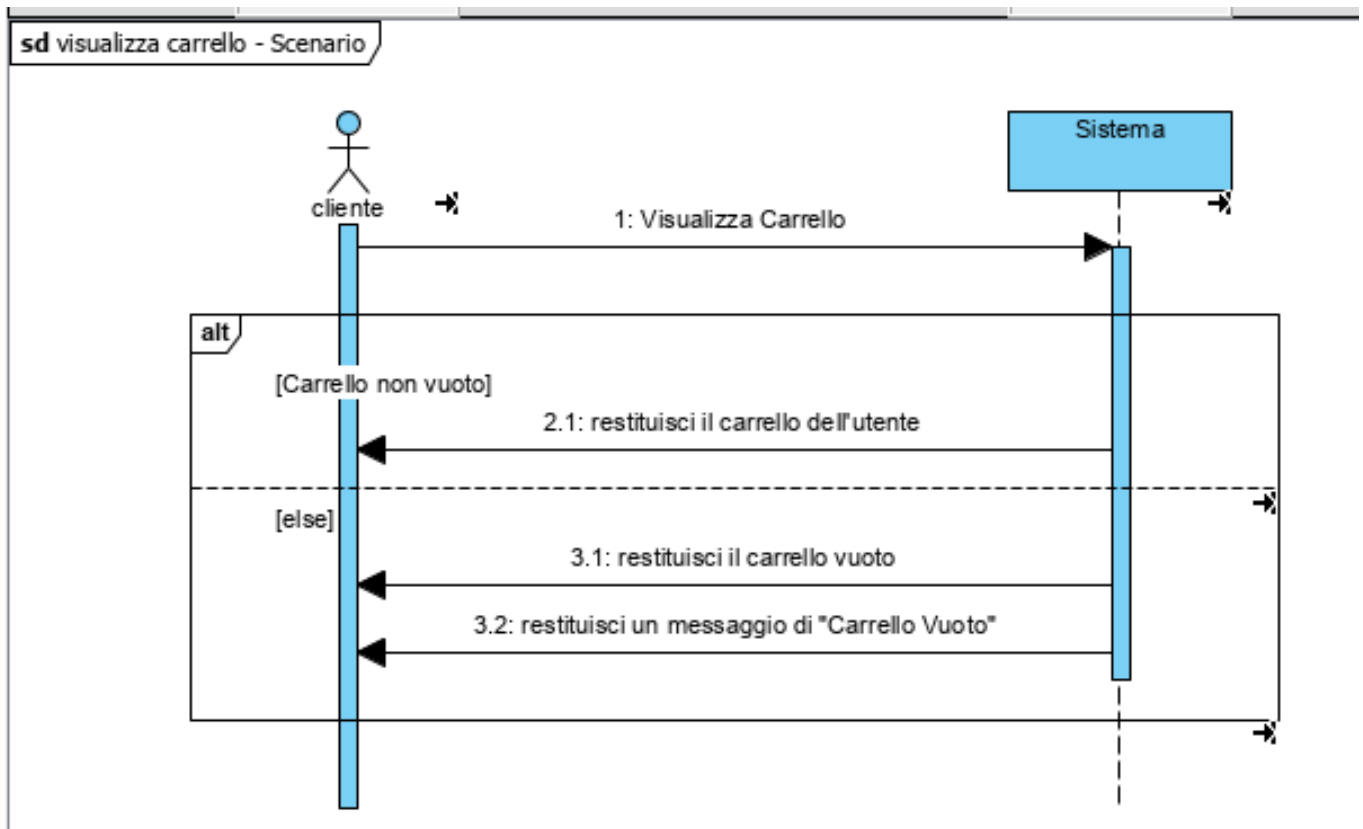 sd visualizza carrello - Scenario
Sistema
cliente
1: Visualizza Carrello
alt
[Carrello non vuoto]
2.1: restituisci il carrello dell'utente
[else]
3.1: restituisci il carrello vuoto
3.2: restituisci un messaggio di "Carrello Vuoto"